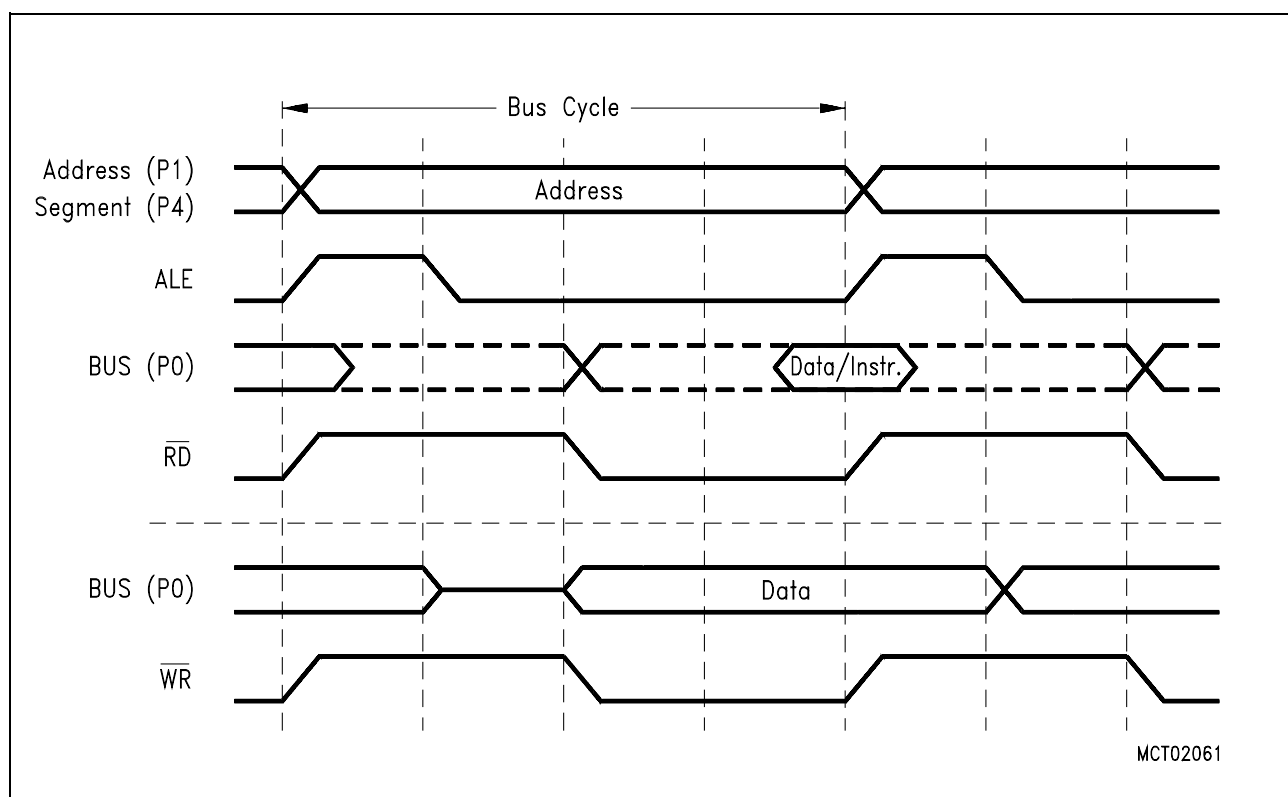 Bus Cycle
Address (P1)
Segment (P4)
Address
ALE
BUS (P0)
Data/Instr.
RD
BUS (P0)
Data
WR
MCT02061